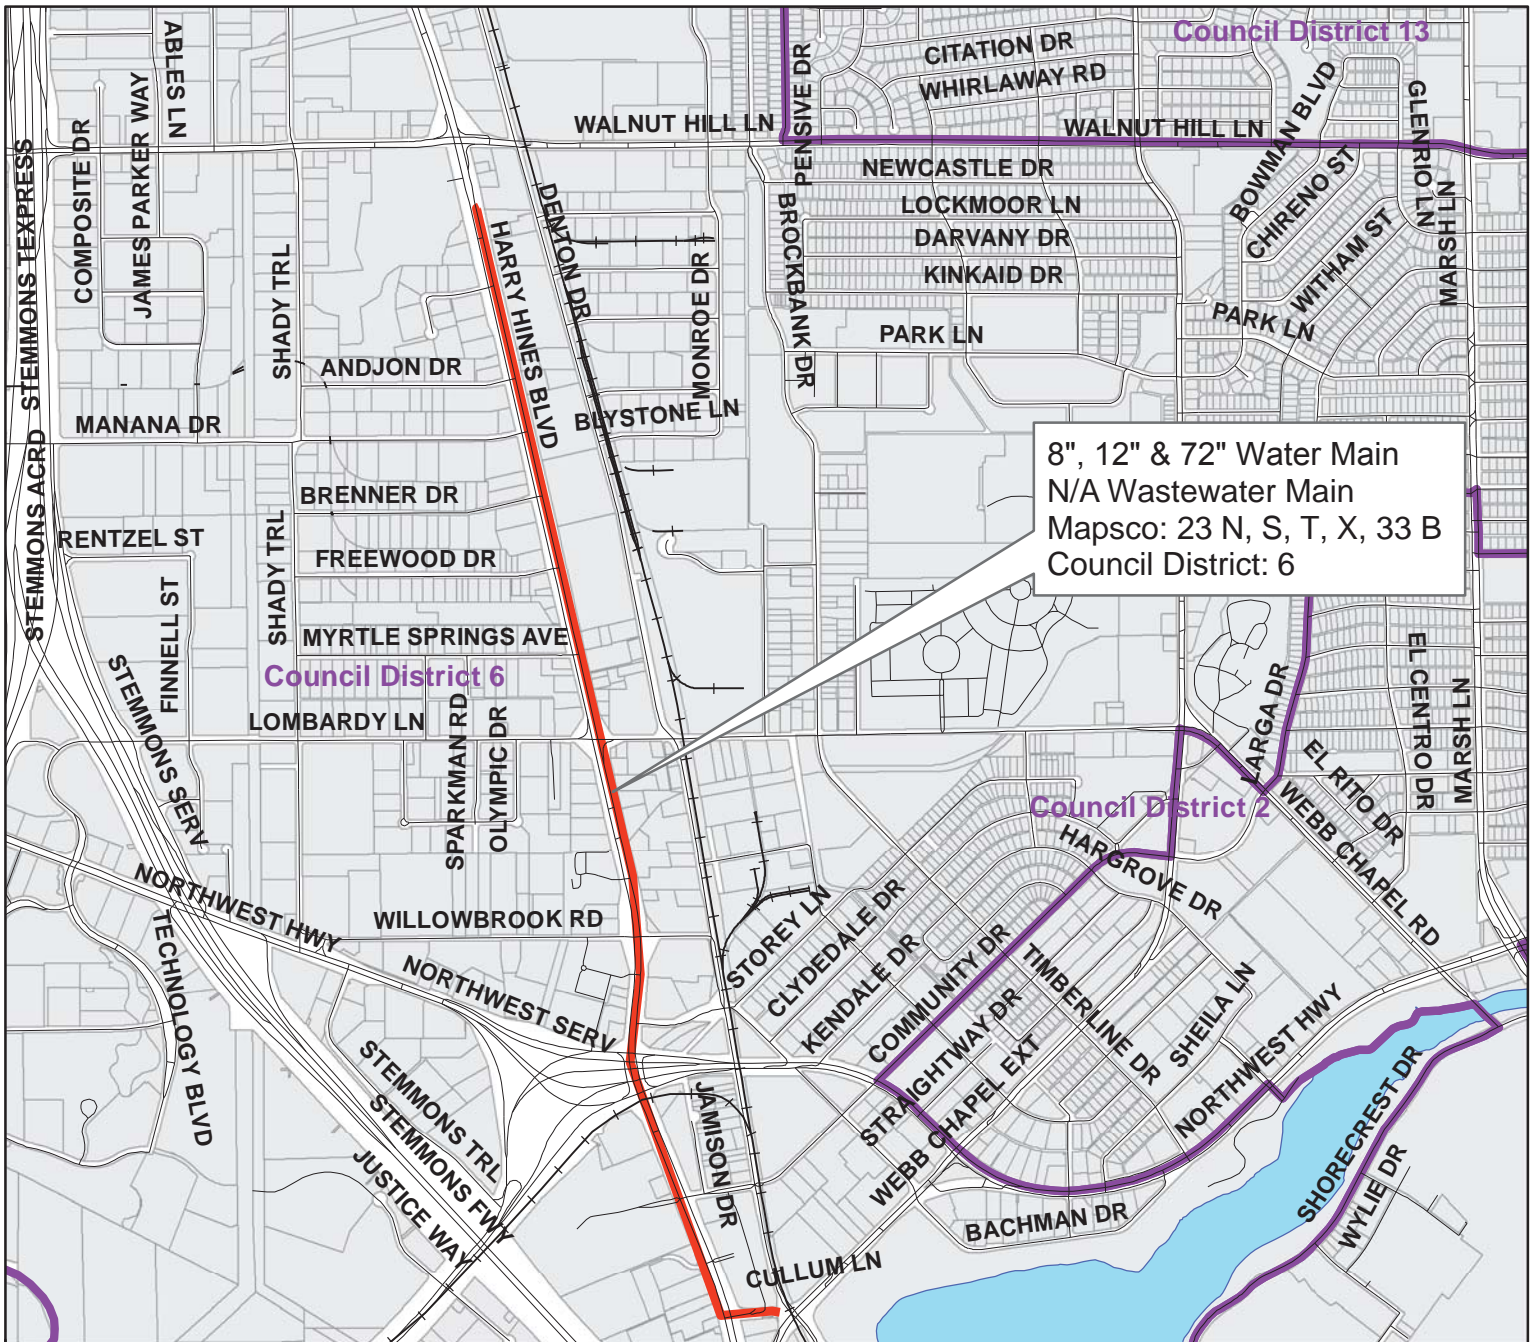 Council District 13
CITATION DR
WHIRLAWAY RD
PENSIVE DR
ABLES LN
JAMES PARKER WAY
COMPOSITE DR
STEMMONS TEXPRESS
WALNUT HILL LN
WALNUT HILL LN
BOWMAN BLVD
GLENRIO LN
NEWCASTLE DR
CHIRENO ST
LOCKMOOR LN
DARVANY DR
KINKAID DR
WITHAM ST
MARSH LN
BROCKBANK DR
DENTON DR
HARRY HINES BLVD
MONROE DR
SHADY TRL
PARK LN
PARK LN
ANDJON DR
BLYSTONE LN
MANANA DR
STEMMONS ACRD
8", 12" & 72" Water Main
N/A Wastewater Main
Mapsco: 23 N, S, T, X, 33 B
Council District: 6
BRENNER DR
RENTZEL ST
SHADY TRL
FREEWOOD DR
FINNELL ST
MYRTLE SPRINGS AVE
Council District 6
LOMBARDY LN
SPARKMAN RD
OLYMPIC DR
STEMMONS SERV
LARGA DR
EL CENTRO DR
MARSH LN
EL RITO DR
Council District 2
WEBB CHAPEL RD
HARGROVE DR
NORTHWEST HWY
WILLOWBROOK RD
STOREY LN
CLYDEDALE DR
KENDALE DR
COMMUNITY DR
TIMBERLINE DR
SHEILA LN
NORTHWEST HWY
TECHNOLOGY BLVD
NORTHWEST SERV
STRAIGHTWAY DR
WEBB CHAPEL EXT
STEMMONS TRL
STEMMONS FWY
JUSTICE WAY
JAMISON DR
BACHMAN DR
SHORECREST DR
WYLIE DR
CULLUM LN